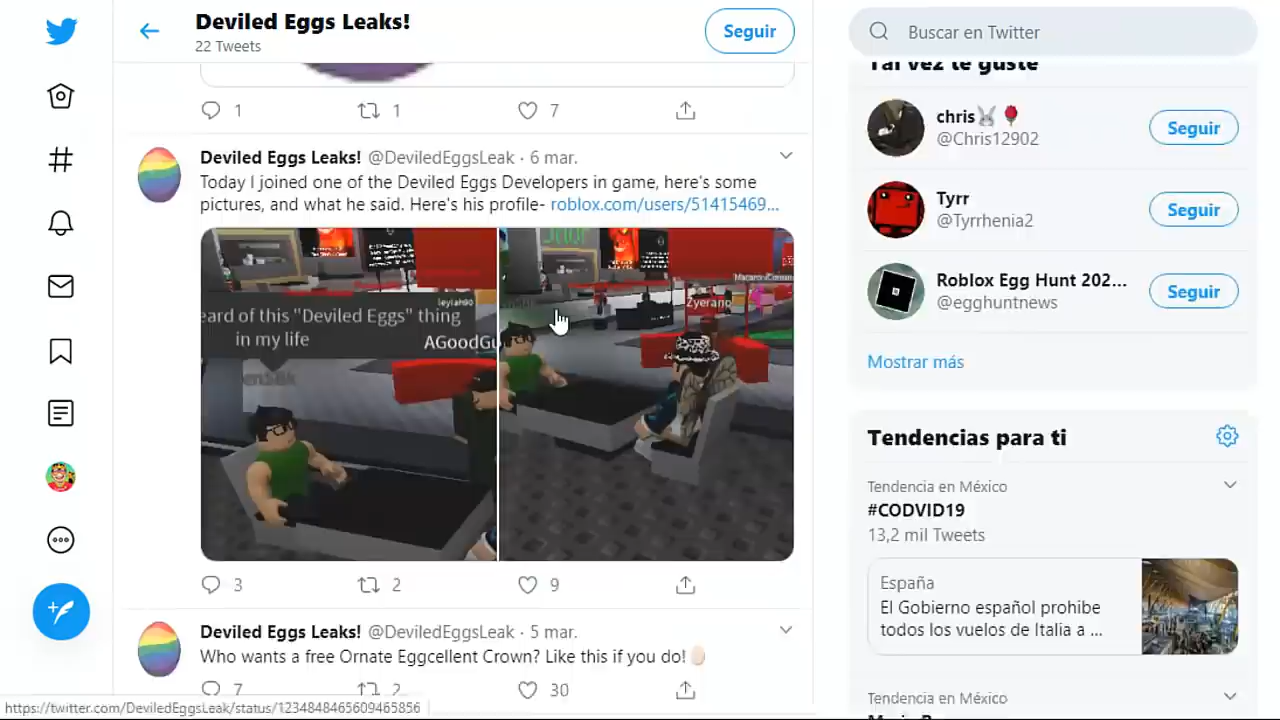 Deviled Eggs Leaks!
22 Tweets
Seguir
1
1
7
Deviled Eggs Leaks! @DeviledEggsLeak · 6 mar.
Today I joined one of the Deviled Eggs Developers in game, here's some
pictures, and what he said. Here's his profile- roblox.com/users/51415469...
leylah90
eard of this "Deviled Eggs" thing
in my life
AGoodGu
Zyerano
3
2
9
Deviled Eggs Leaks! @DeviledEggsLeak · 5 mar.
Who wants a free Ornate Eggcellent Crown? Like this if you do!
7
2
30
https://twitter.com/DeviledEggsLeak/status/1234848465609465856
Buscar en Twitter
Tal vez te guste
chris
@Chris12902
Seguir
Tyrr
@Tyrrhenia2
Seguir
Roblox Egg Hunt 202...
@egghuntnews
Seguir
Mostrar más
Tendencias para ti
Tendencia en México
#CODVID19
13,2 mil Tweets
España
El Gobierno español prohibe
todos los vuelos de Italia a ...
Tendencia en México